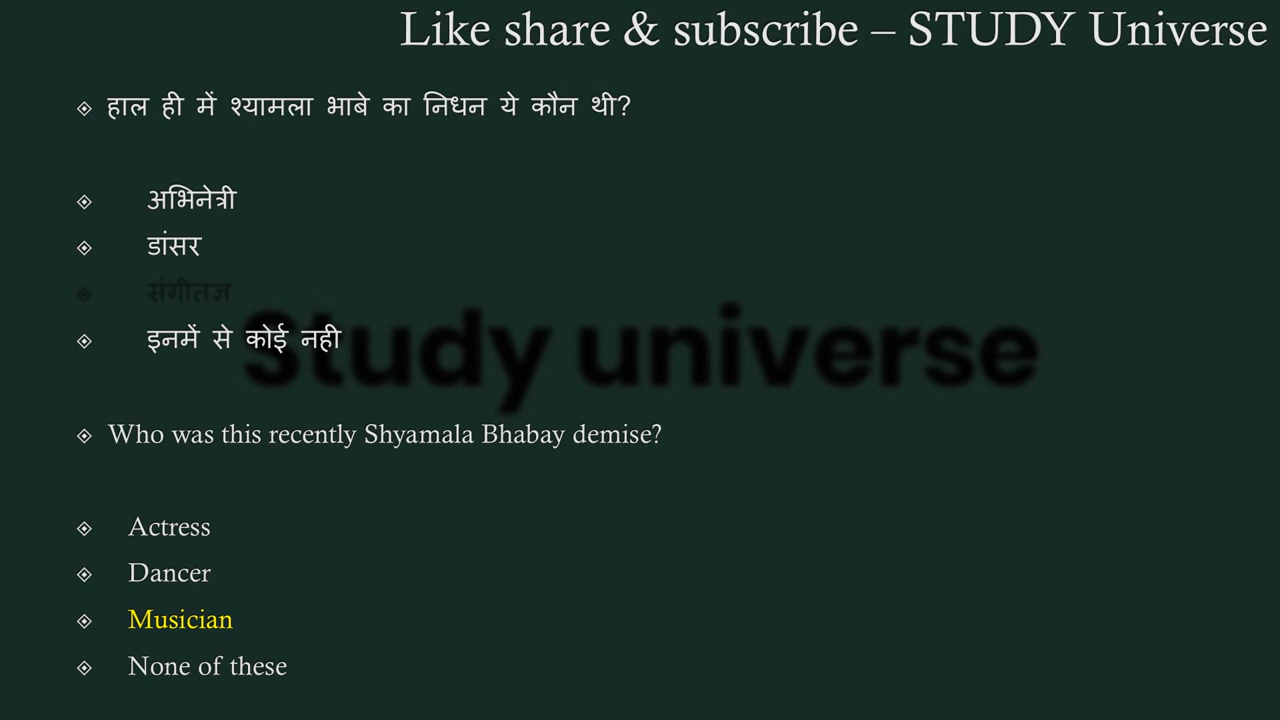 Like share & subscribe – STUDY Universe
हाल ही में श्यामला भाबे का निधन ये कौन थी?
अभिनेत्री
डांसर
संगीतज्ञ
इनमें से कोई नही
Study universe
Who was this recently Shyamala Bhabay demise?
Actress
Dancer
Musician
None of these